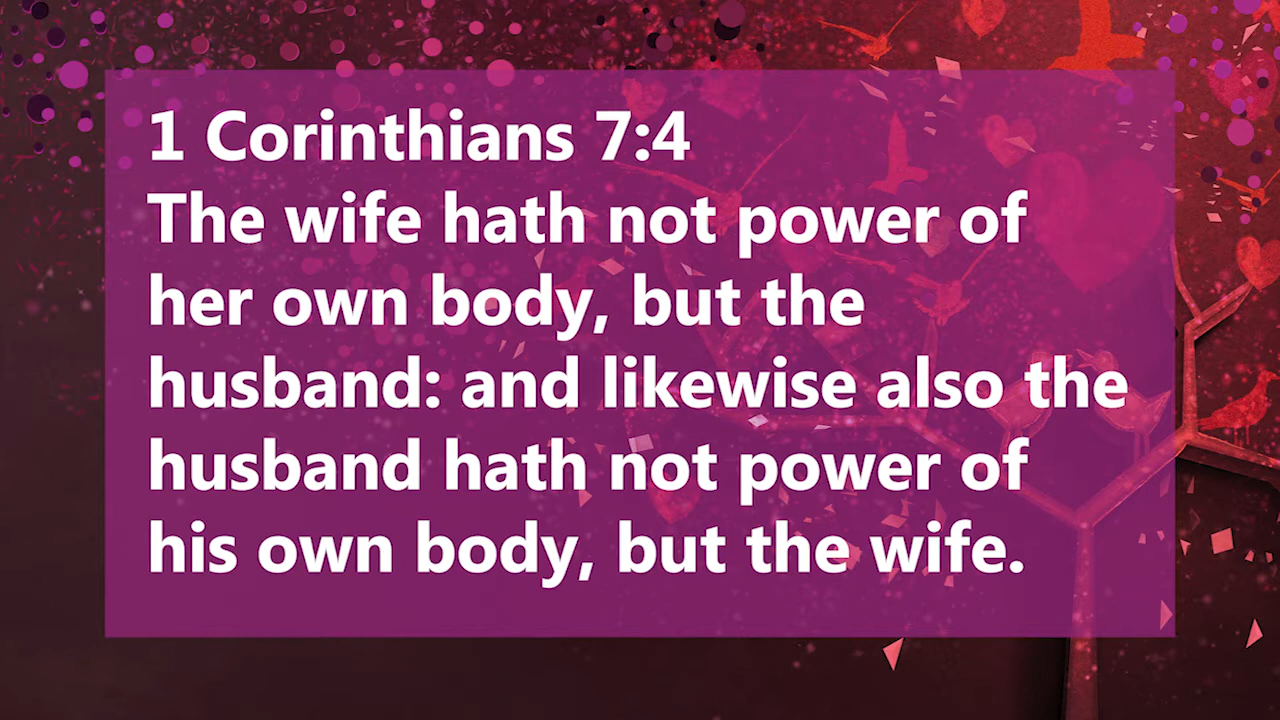 1 Corinthians 7:4
The wife hath not power of
her own body, but the
husband: and likewise also the
husband hath not power of
his own body, but the wife.